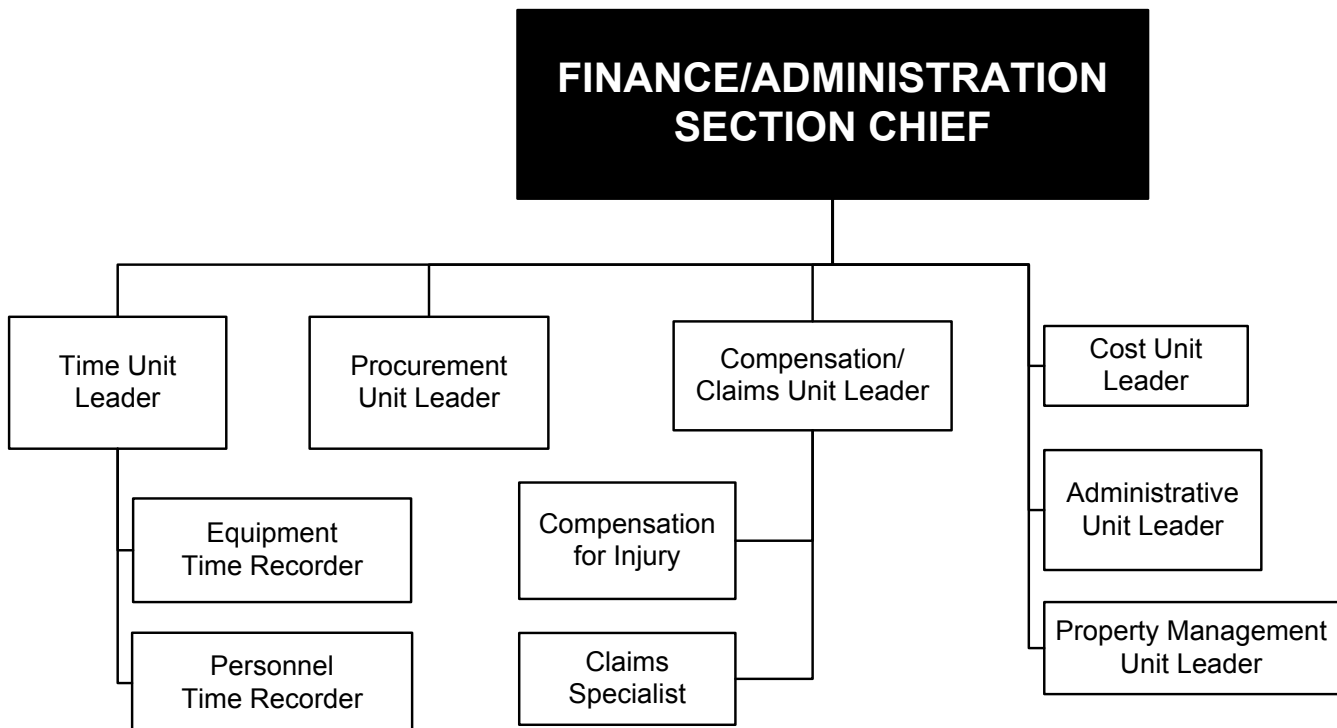 FINANCE/ADMINISTRATION
SECTION CHIEF
Time Unit
Leader
Procurement
Unit Leader
Compensation/
Claims Unit Leader
Cost Unit
Leader
Equipment
Time Recorder
Personnel
Time Recorder
Compensation
for Injury
Claims
Specialist
Administrative
Unit Leader
Property Management
Unit Leader